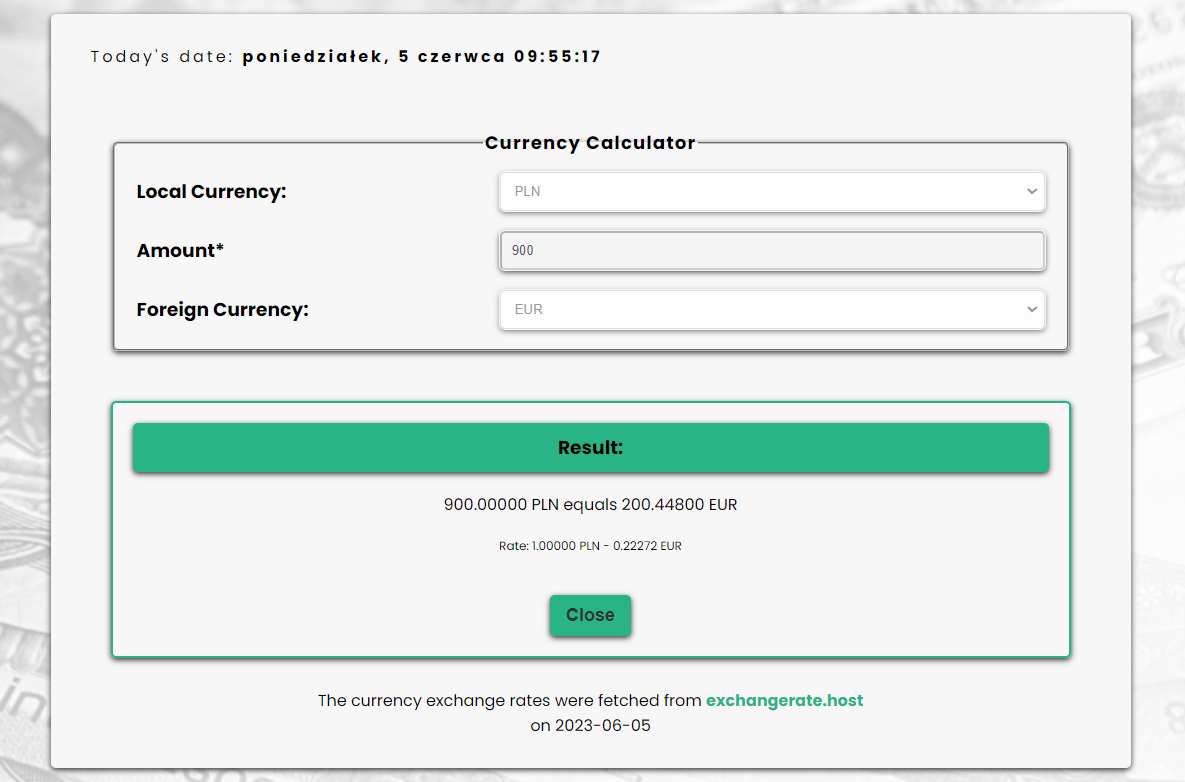 Today's date: poniedziałek, 5 czerwca 09:55:17
Currency Calculator
Local Currency:
PLN
Amount*
900
Foreign Currency:
EUR
Result:
900.00000 PLN equals 200.44800 EUR
Rate: 1.00000 PLN - 0.22272 EUR
Close
The currency exchange rates were fetched from exchangerate.host
on 2023-06-05